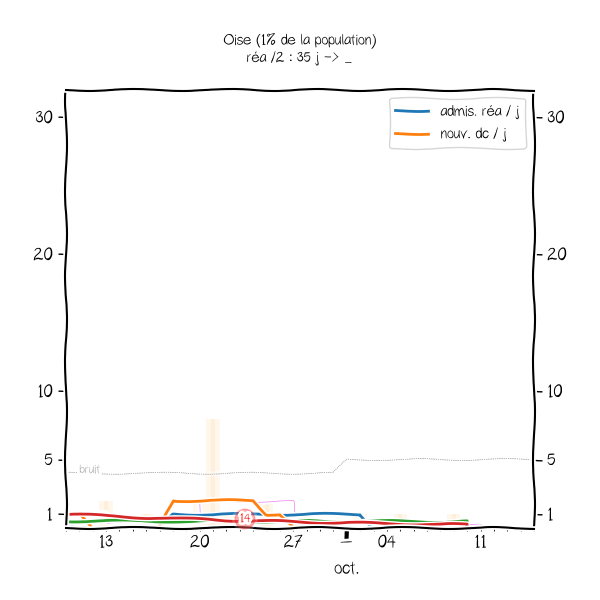 Oise (1% de la population)
réa /2 : 35 j -> _
admis. réa / j
nouv. dc / j
30 30
20 20
10 10
5 5
bruit
14
1 1
13 20 27 _ 04 11
oct.